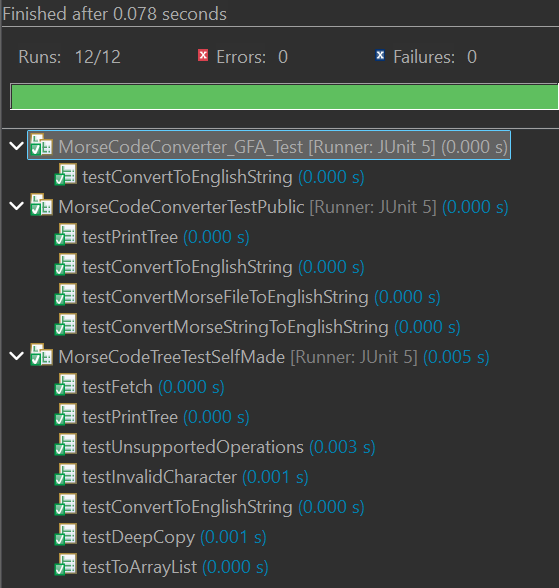 Finished after 0.078 seconds
Runs: 12/12 Errors: 0 Failures: 0
MorseCodeConverter_GFA_Test [Runner: JUnit 5] (0.000 s)
testConvertToEnglishString (0.000 s)
MorseCodeConverterTestPublic [Runner: JUnit 5] (0.000 s)
testPrintTree (0.000 s)
testConvertToEnglishString (0.000 s)
testConvertMorseFileToEnglishString (0.000 s)
testConvertMorseStringToEnglishString (0.000 s)
MorseCodeTreeTestSelfMade [Runner: JUnit 5] (0.005 s)
testFetch (0.000 s)
testPrintTree (0.000 s)
testUnsupportedOperations (0.003 s)
testInvalidCharacter (0.001 s)
testConvertToEnglishString (0.000 s)
testDeepCopy (0.001 s)
testToArrayList (0.000 s)